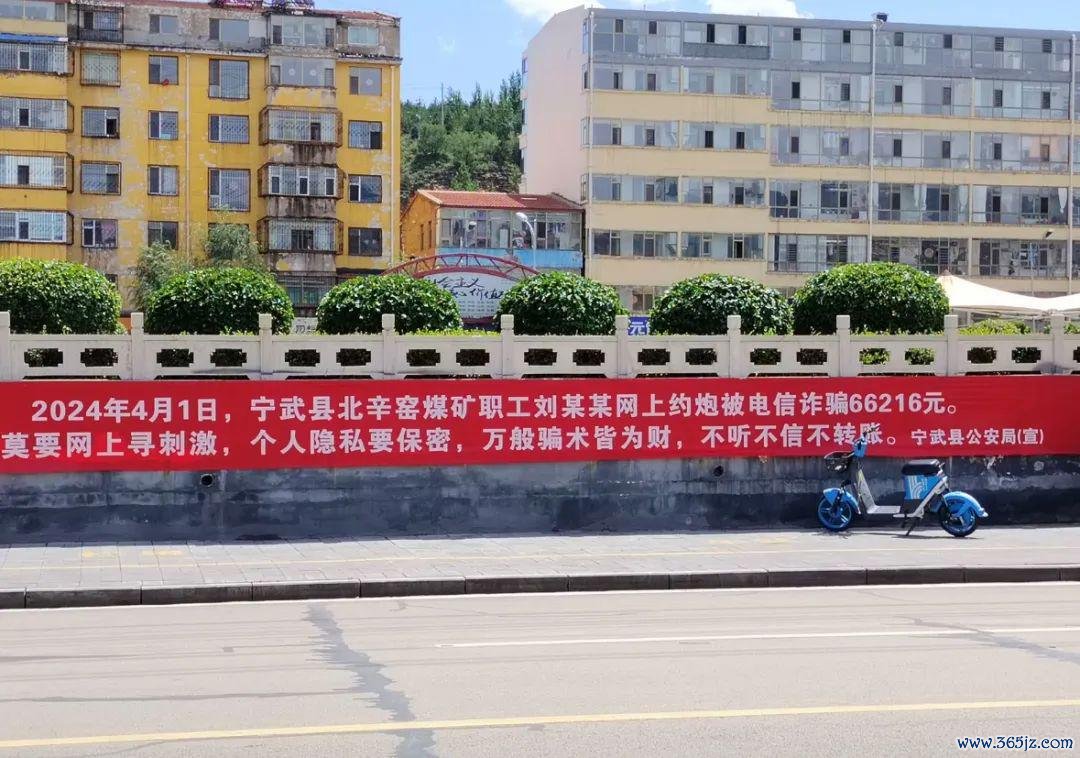 2024年4月1日，宁武县北辛窑煤矿职工刘某某网上约炮被电信诈骗66216元。
莫要网上寻刺激，个人隐私要保密，万般骗术皆为财，不听不信不转账。宁武县公安局(宣)
www.365jz.com